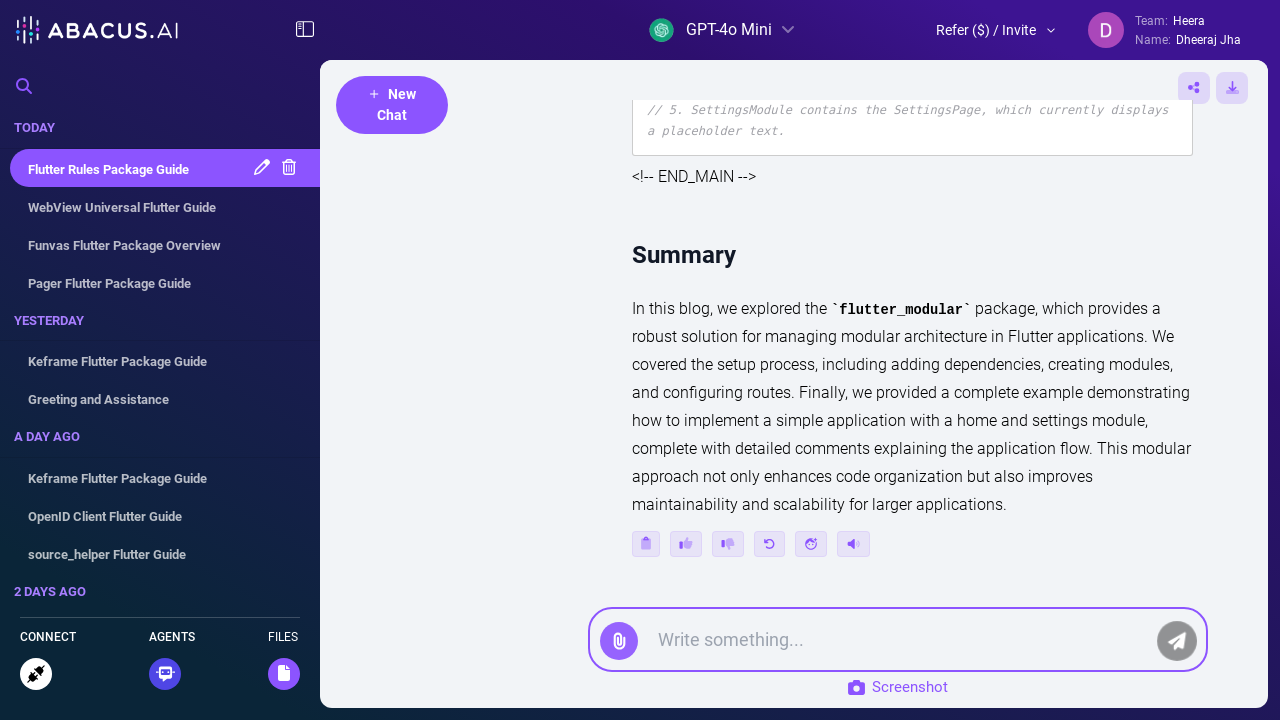 ABACUS.AI
GPT-4o Mini
Refer ($) / Invite
D
Team: Heera
Name: Dheeraj Jha
TODAY
Flutter Rules Package Guide
WebView Universal Flutter Guide
Funvas Flutter Package Overview
Pager Flutter Package Guide
YESTERDAY
Keframe Flutter Package Guide
Greeting and Assistance
A DAY AGO
Keframe Flutter Package Guide
OpenID Client Flutter Guide
source_helper Flutter Guide
2 DAYS AGO
CONNECT
AGENTS
FILES
+ New
Chat
// 5. SettingsModule contains the SettingsPage, which currently displays
a placeholder text.
<!-- END_MAIN -->
Summary
In this blog, we explored the `flutter_modular` package, which provides a
robust solution for managing modular architecture in Flutter applications. We
covered the setup process, including adding dependencies, creating modules,
and configuring routes. Finally, we provided a complete example demonstrating
how to implement a simple application with a home and settings module,
complete with detailed comments explaining the application flow. This modular
approach not only enhances code organization but also improves
maintainability and scalability for larger applications.
Write something...
Screenshot